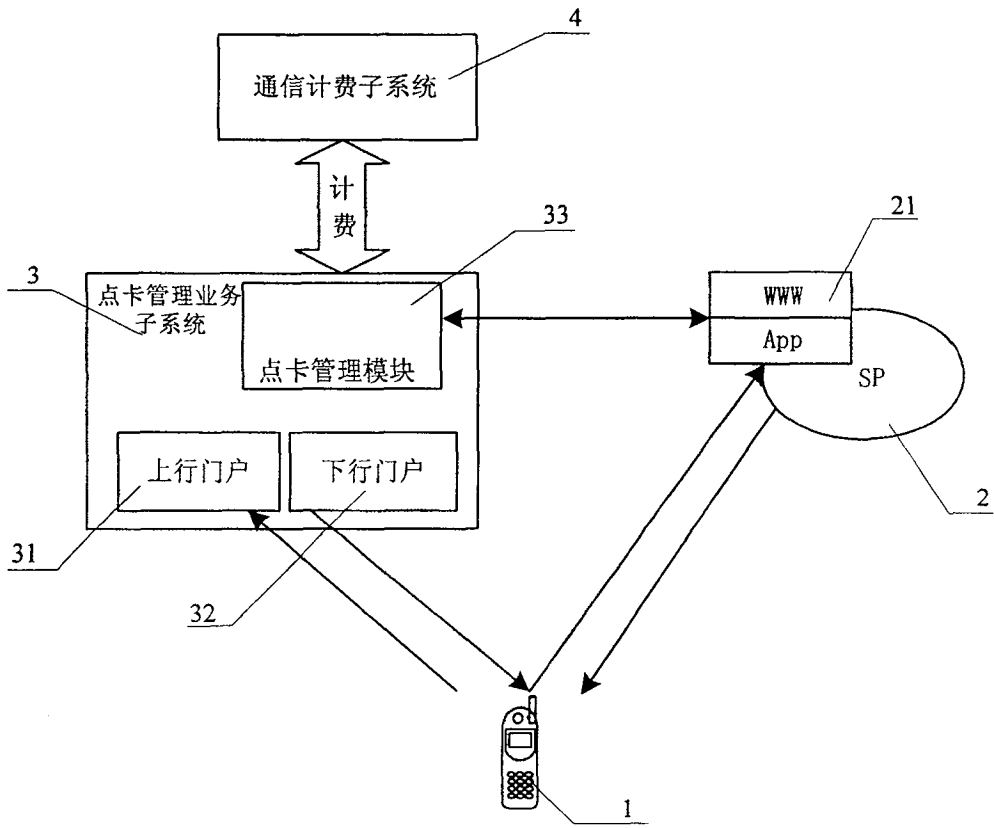 4
通信计费子系统
计
费
33
21
3
点卡管理业务
子系统
WWW
App
点卡管理模块
SP
上行门户
下行门户
2
31
32
1